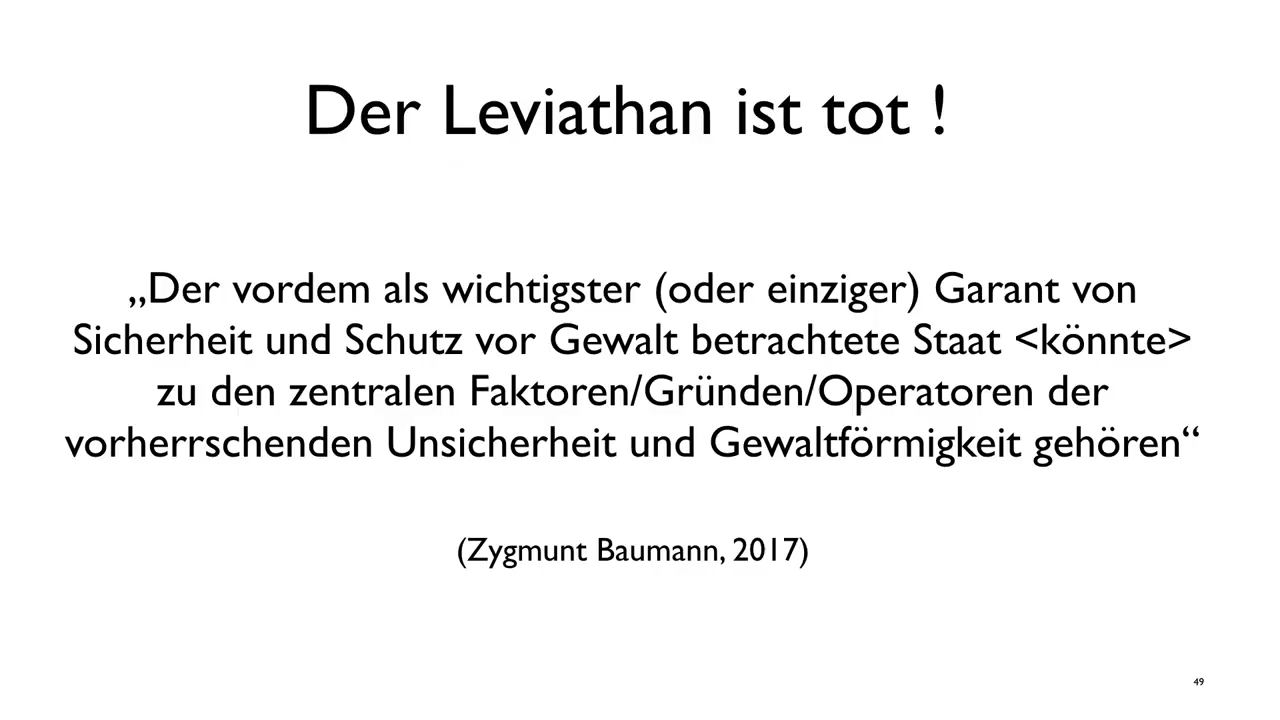 Der Leviathan ist tot !
„Der vordem als wichtigster (oder einziger) Garant von
Sicherheit und Schutz vor Gewalt betrachtete Staat <könnte>
zu den zentralen Faktoren/Gründen/Operatoren der
vorherrschenden Unsicherheit und Gewaltförmigkeit gehören“
(Zygmunt Baumann, 2017)
49